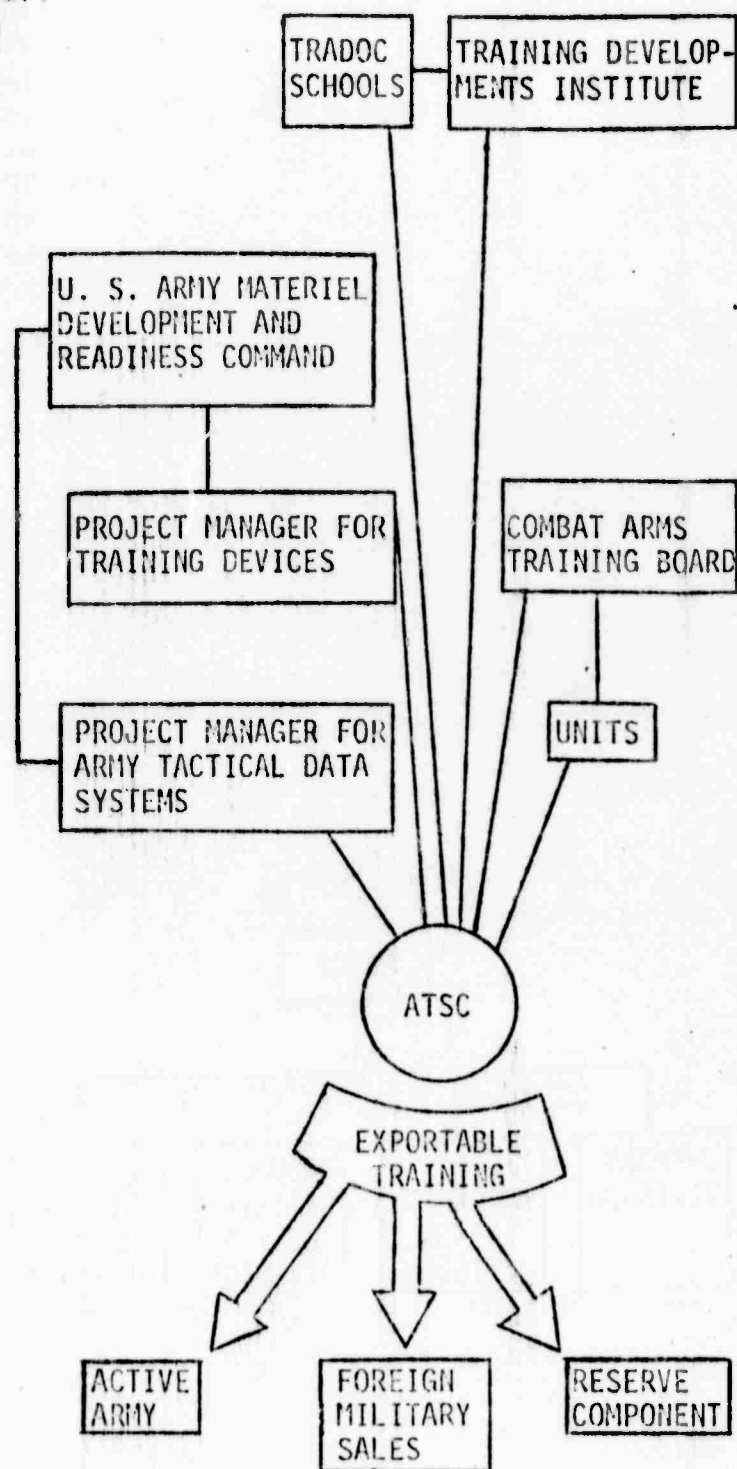 TRADOC
SCHOOLS
TRAINING DEVELOP-
MENTS INSTITUTE
U. S. ARMY MATERIEL
DEVELOPMENT AND
READINESS COMMAND
PROJECT MANAGER FOR
TRAINING DEVICES
COMBAT ARMS
TRAINING BOARD
PROJECT MANAGER FOR
ARMY TACTICAL DATA
SYSTEMS
UNITS
ATSC
EXPORTABLE
TRAINING
ACTIVE
ARMY
FOREIGN
MILITARY
SALES
RESERVE
COMPONENT